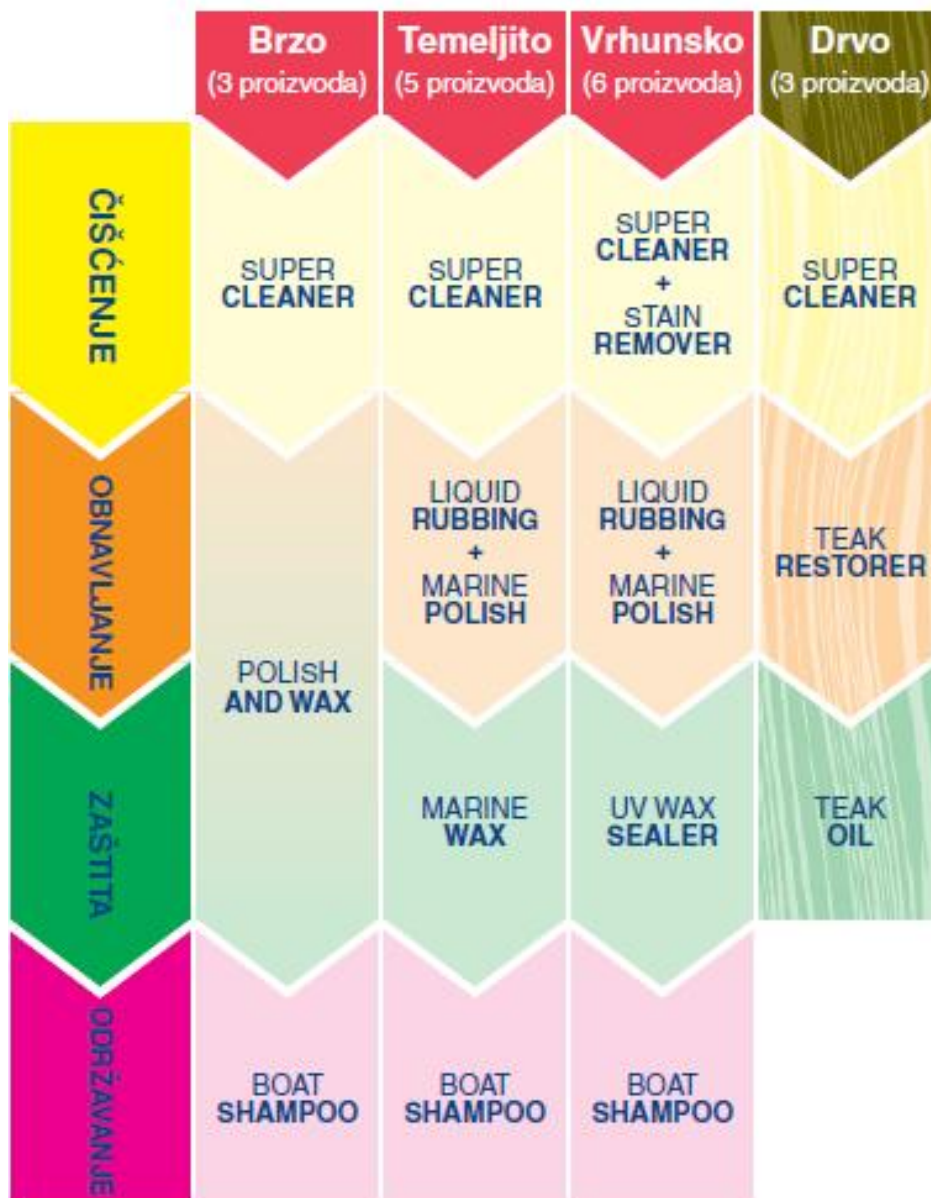 Brzo
(3 proizvoda)
Temeljito
(5 proizvoda)
Vrhunsko
(6 proizvoda)
Drvo
(3 proizvoda)
ČIŠĆENJE
SUPER
CLEANER
SUPER
CLEANER
SUPER
CLEANER
+
STAIN
REMOVER
SUPER
CLEANER
OBNAVLJANJE
POLISH
AND WAX
LIQUID
RUBBING
+
MARINE
POLISH
LIQUID
RUBBING
+
MARINE
POLISH
TEAK
RESTORER
ZAŠTITA
MARINE
WAX
UV WAX
SEALER
TEAK
OIL
ODRŽAVANJE
BOAT
SHAMPOO
BOAT
SHAMPOO
BOAT
SHAMPOO